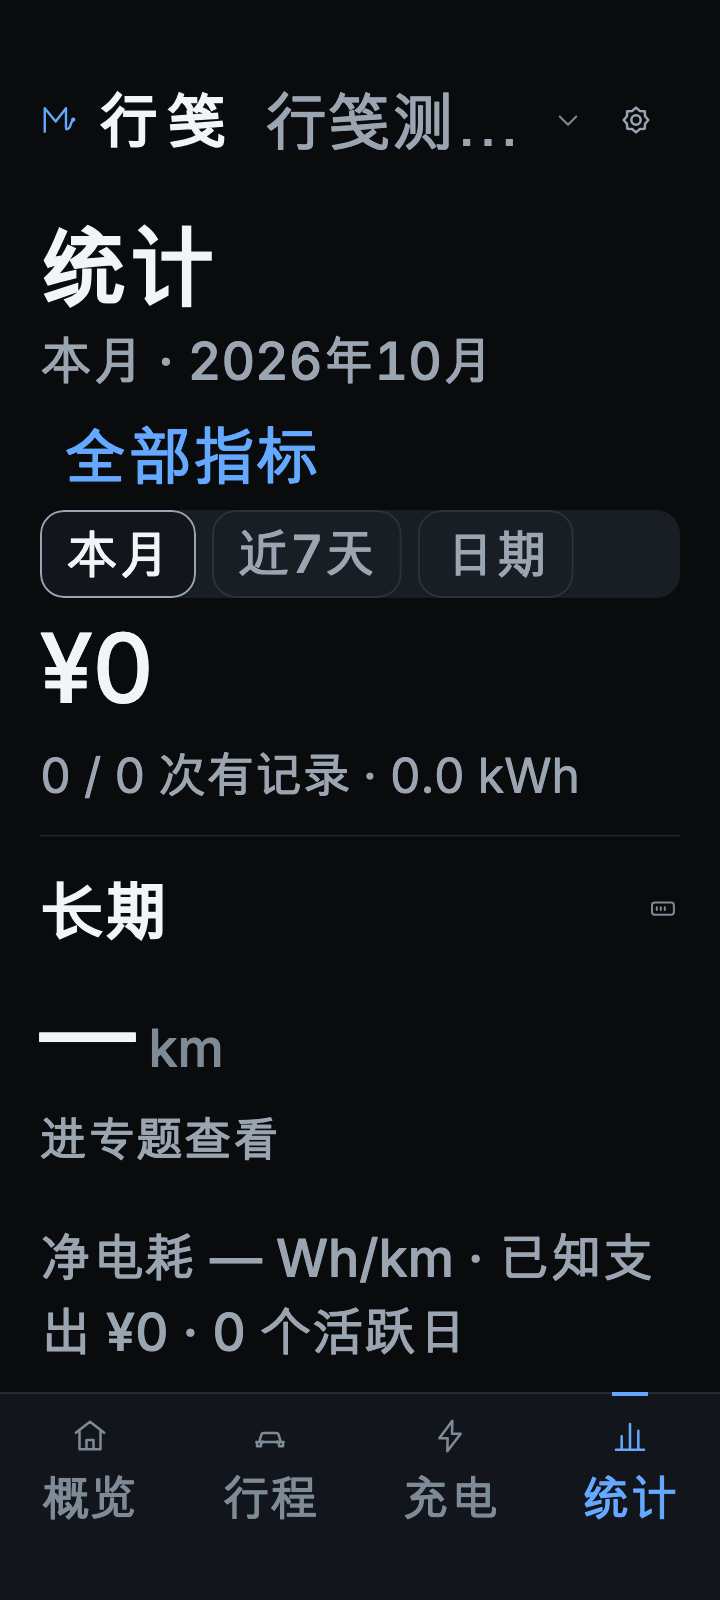 行笺 行笺测...
统计
本月 · 2026年10月
全部指标
本月 近7天 日期
¥0
0 / 0 次有记录 · 0.0 kWh
长期
— km
进专题查看
净电耗 — Wh/km · 已知支
出 ¥0 · 0 个活跃日
概览 行程 充电 统计